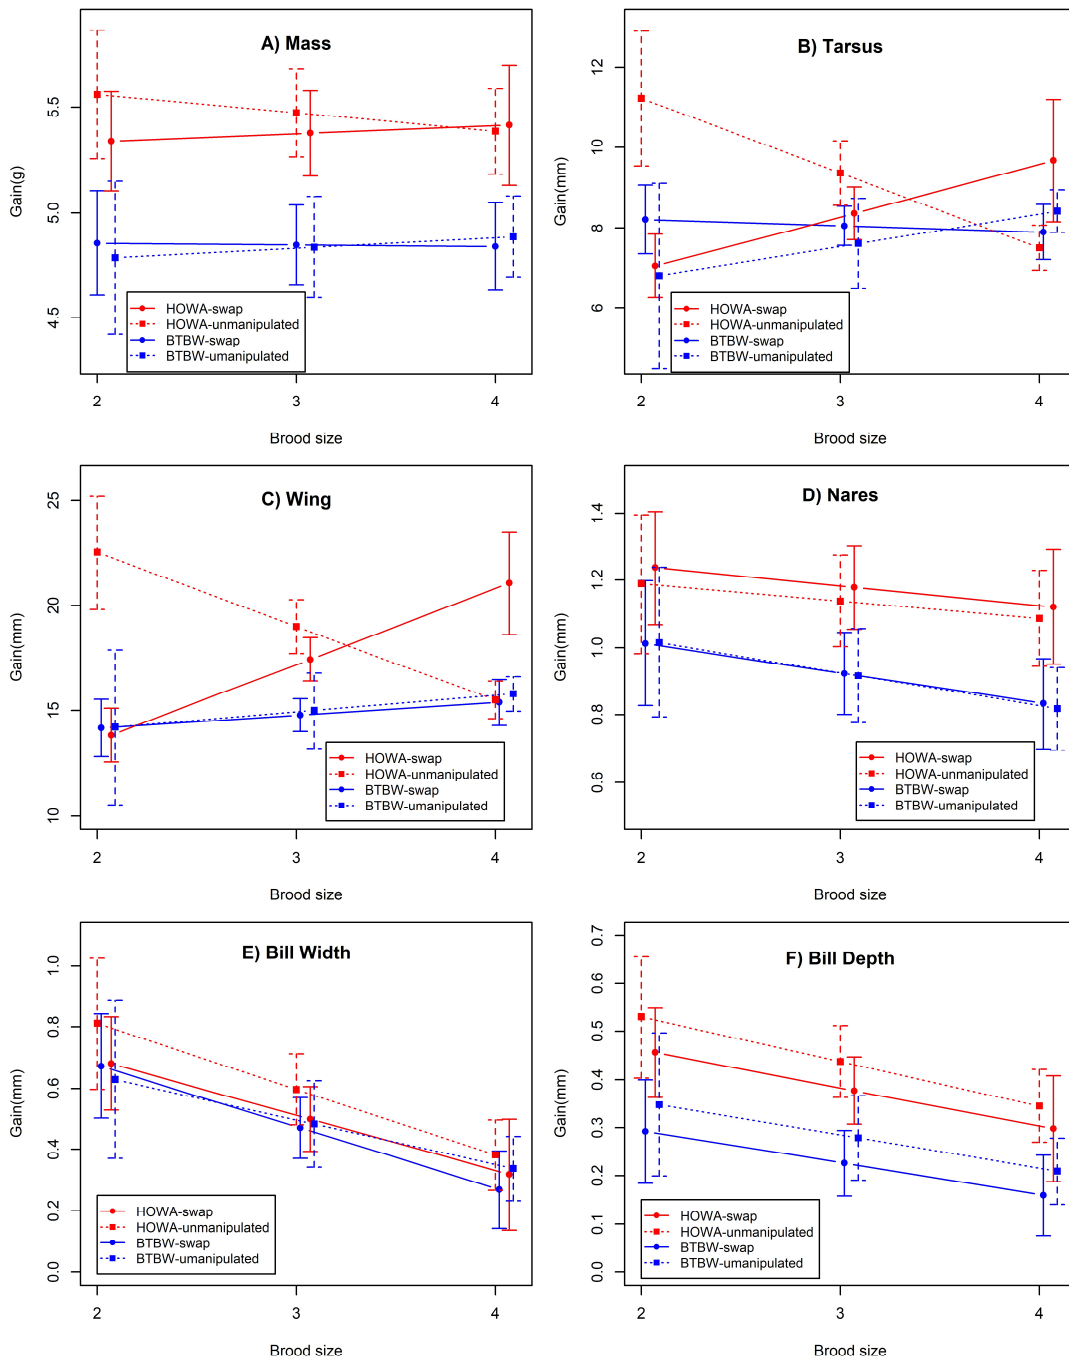 A) Mass
Gain(g)
5.5
5.0
4.5
HOWA-swap
HOWA-unmanipulated
BTBW-swap
BTBW-umanipulated
2 3 4
Brood size
B) Tarsus
Gain(mm)
12
10
8
6
HOWA-swap
HOWA-unmanipulated
BTBW-swap
BTBW-umanipulated
2 3 4
Brood size
C) Wing
Gain(mm)
25
20
15
10
HOWA-swap
HOWA-unmanipulated
BTBW-swap
BTBW-umanipulated
2 3 4
Brood size
D) Nares
Gain(mm)
1.4
1.2
1.0
0.8
0.6
HOWA-swap
HOWA-unmanipulated
BTBW-swap
BTBW-umanipulated
2 3 4
Brood size
E) Bill Width
Gain(mm)
1.0
0.8
0.6
0.4
0.2
0.0
HOWA-swap
HOWA-unmanipulated
BTBW-swap
BTBW-umanipulated
2 3 4
Brood size
F) Bill Depth
Gain(mm)
0.7
0.6
0.5
0.4
0.3
0.2
0.1
0.0
HOWA-swap
HOWA-unmanipulated
BTBW-swap
BTBW-umanipulated
2 3 4
Brood size